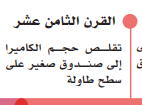 القرن الثامن عشر
تقلص حجم الكاميرا
إلى صندوق صغير على
سطح طاولة